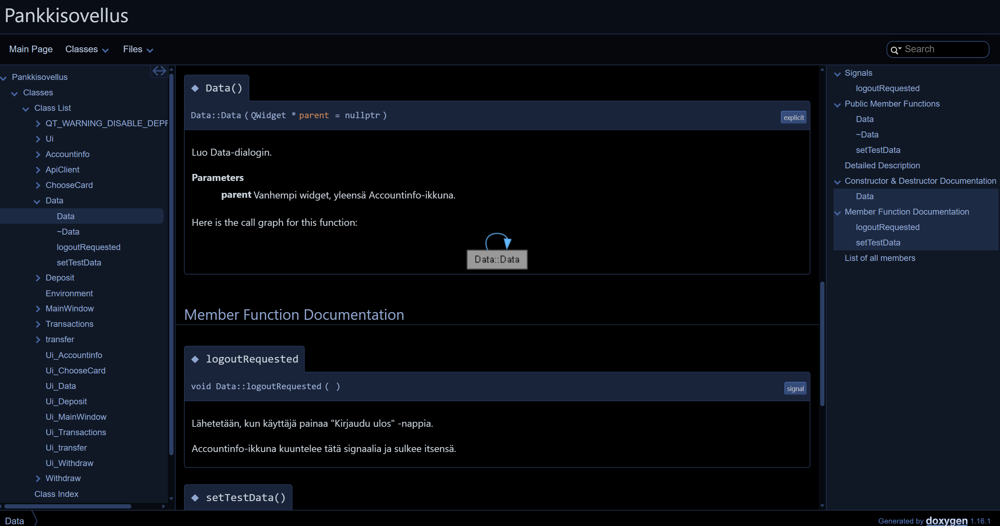 Pankkisovellus
Main Page Classes Files
Search
Pankkisovellus
Classes
Class List
QT_WARNING_DISABLE_DEPR
Ui
Accountinfo
ApiClient
ChooseCard
Data
Data
~Data
logoutRequested
setTestData
Deposit
Environment
MainWindow
Transactions
transfer
Ui_Accountinfo
Ui_ChooseCard
Ui_Data
Ui_Deposit
Ui_MainWindow
Ui_Transactions
Ui_transfer
Ui_Withdraw
Withdraw
Class Index
◆ Data()
Data::Data ( QWidget * parent = nullptr )
explicit
Luo Data-dialogin.
Parameters
parent Vanhempi widget, yleensä Accountinfo-ikkuna.
Here is the call graph for this function:
Data::Data
Member Function Documentation
◆ logoutRequested
void Data::logoutRequested ( )
signal
Lähetetään, kun käyttäjä painaa "Kirjaudu ulos" -nappia.
Accountinfo-ikkuna kuuntelee tätä signaalia ja sulkee itsensä.
◆ setTestData()
Signals
logoutRequested
Public Member Functions
Data
~Data
setTestData
Detailed Description
Constructor & Destructor Documentation
Data
Member Function Documentation
logoutRequested
setTestData
List of all members
Data
Generated by doxygen 1.16.1